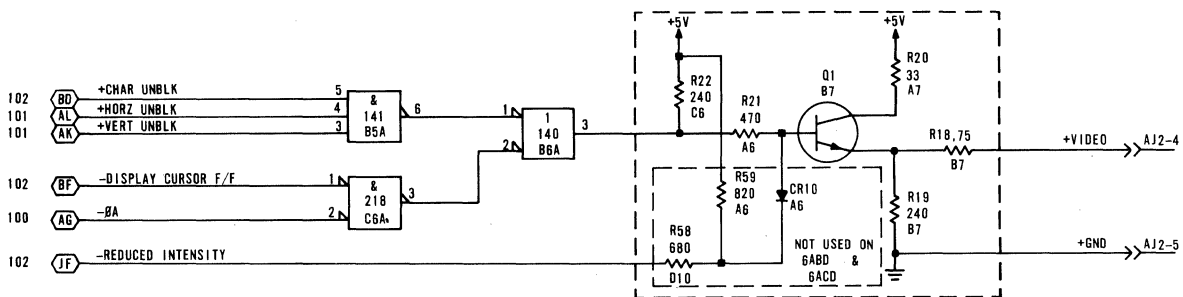 +5V
+5V
102 BD +CHAR UNBLK 5
101 AL +HORZ UNBLK 4
101 AK +VERT UNBLK 3
&
141
B5A
6
1
2
1
140
B6A
3
R22
240
C6
R21
470
A6
Q1
B7
R20
33
A7
R18,75
B7
+VIDEO AJ2-4
102 BF -DISPLAY CURSOR F/F 1
100 AG -ØA 2
&
218
C6A
3
R59
820
A6
CR10
A6
R19
240
B7
+GND AJ2-5
102 JF -REDUCED INTENSITY
R58
680
D10
NOT USED ON
6ABD &
6ACD